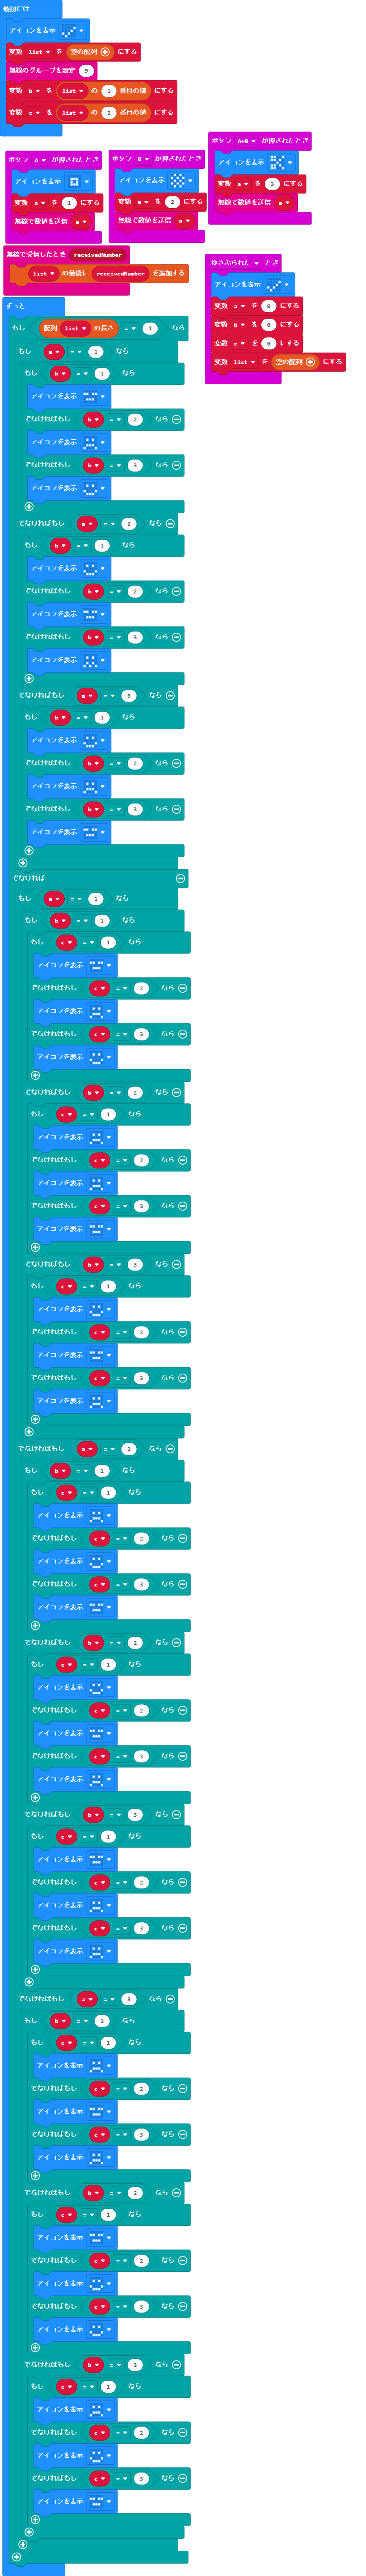 最初だけ
アイコンを表示
変数 list を 空の配列 にする
無線のグループを設定 9
変数 b を list の 1 番目の値 にする
変数 c を list の 2 番目の値 にする
ボタン A が押されたとき
アイコンを表示
変数 a を 1 にする
無線で数値を送信 a
ボタン B が押されたとき
アイコンを表示
変数 a を 2 にする
無線で数値を送信 a
ボタン A+B が押されたとき
アイコンを表示
変数 a を 3 にする
無線で数値を送信 a
無線で受信したとき receivedNumber
list の最後に receivedNumber を追加する
ゆさぶられた とき
アイコンを表示
変数 a を 0 にする
変数 b を 0 にする
変数 c を 0 にする
変数 list を 空の配列 にする
ずっと
もし 配列 list の長さ = 1 なら
もし a = 1 なら
もし b = 1 なら
アイコンを表示
でなければもし b = 2 なら
アイコンを表示
でなければもし b = 3 なら
アイコンを表示
でなければもし a = 2 なら
もし b = 1 なら
アイコンを表示
でなければもし b = 2 なら
アイコンを表示
でなければもし b = 3 なら
アイコンを表示
でなければもし a = 3 なら
もし b = 1 なら
アイコンを表示
でなければもし b = 2 なら
アイコンを表示
でなければもし b = 3 なら
アイコンを表示
でなければ
もし a = 1 なら
もし b = 1 なら
もし c = 1 なら
アイコンを表示
でなければもし c = 2 なら
アイコンを表示
でなければもし c = 3 なら
アイコンを表示
でなければもし b = 2 なら
もし c = 1 なら
アイコンを表示
でなければもし c = 2 なら
アイコンを表示
でなければもし c = 3 なら
アイコンを表示
でなければもし b = 3 なら
もし c = 1 なら
アイコンを表示
でなければもし c = 2 なら
アイコンを表示
でなければもし c = 3 なら
アイコンを表示
でなければもし a = 2 なら
もし b = 1 なら
もし c = 1 なら
アイコンを表示
でなければもし c = 2 なら
アイコンを表示
でなければもし c = 3 なら
アイコンを表示
でなければもし b = 2 なら
もし c = 1 なら
アイコンを表示
でなければもし c = 2 なら
アイコンを表示
でなければもし c = 3 なら
アイコンを表示
でなければもし b = 3 なら
もし c = 1 なら
アイコンを表示
でなければもし c = 2 なら
アイコンを表示
でなければもし c = 3 なら
アイコンを表示
でなければもし a = 3 なら
もし b = 1 なら
もし c = 1 なら
アイコンを表示
でなければもし c = 2 なら
アイコンを表示
でなければもし c = 3 なら
アイコンを表示
でなければもし b = 2 なら
もし c = 1 なら
アイコンを表示
でなければもし c = 2 なら
アイコンを表示
でなければもし c = 3 なら
アイコンを表示
でなければもし b = 3 なら
もし c = 1 なら
アイコンを表示
でなければもし c = 2 なら
アイコンを表示
でなければもし c = 3 なら
アイコンを表示